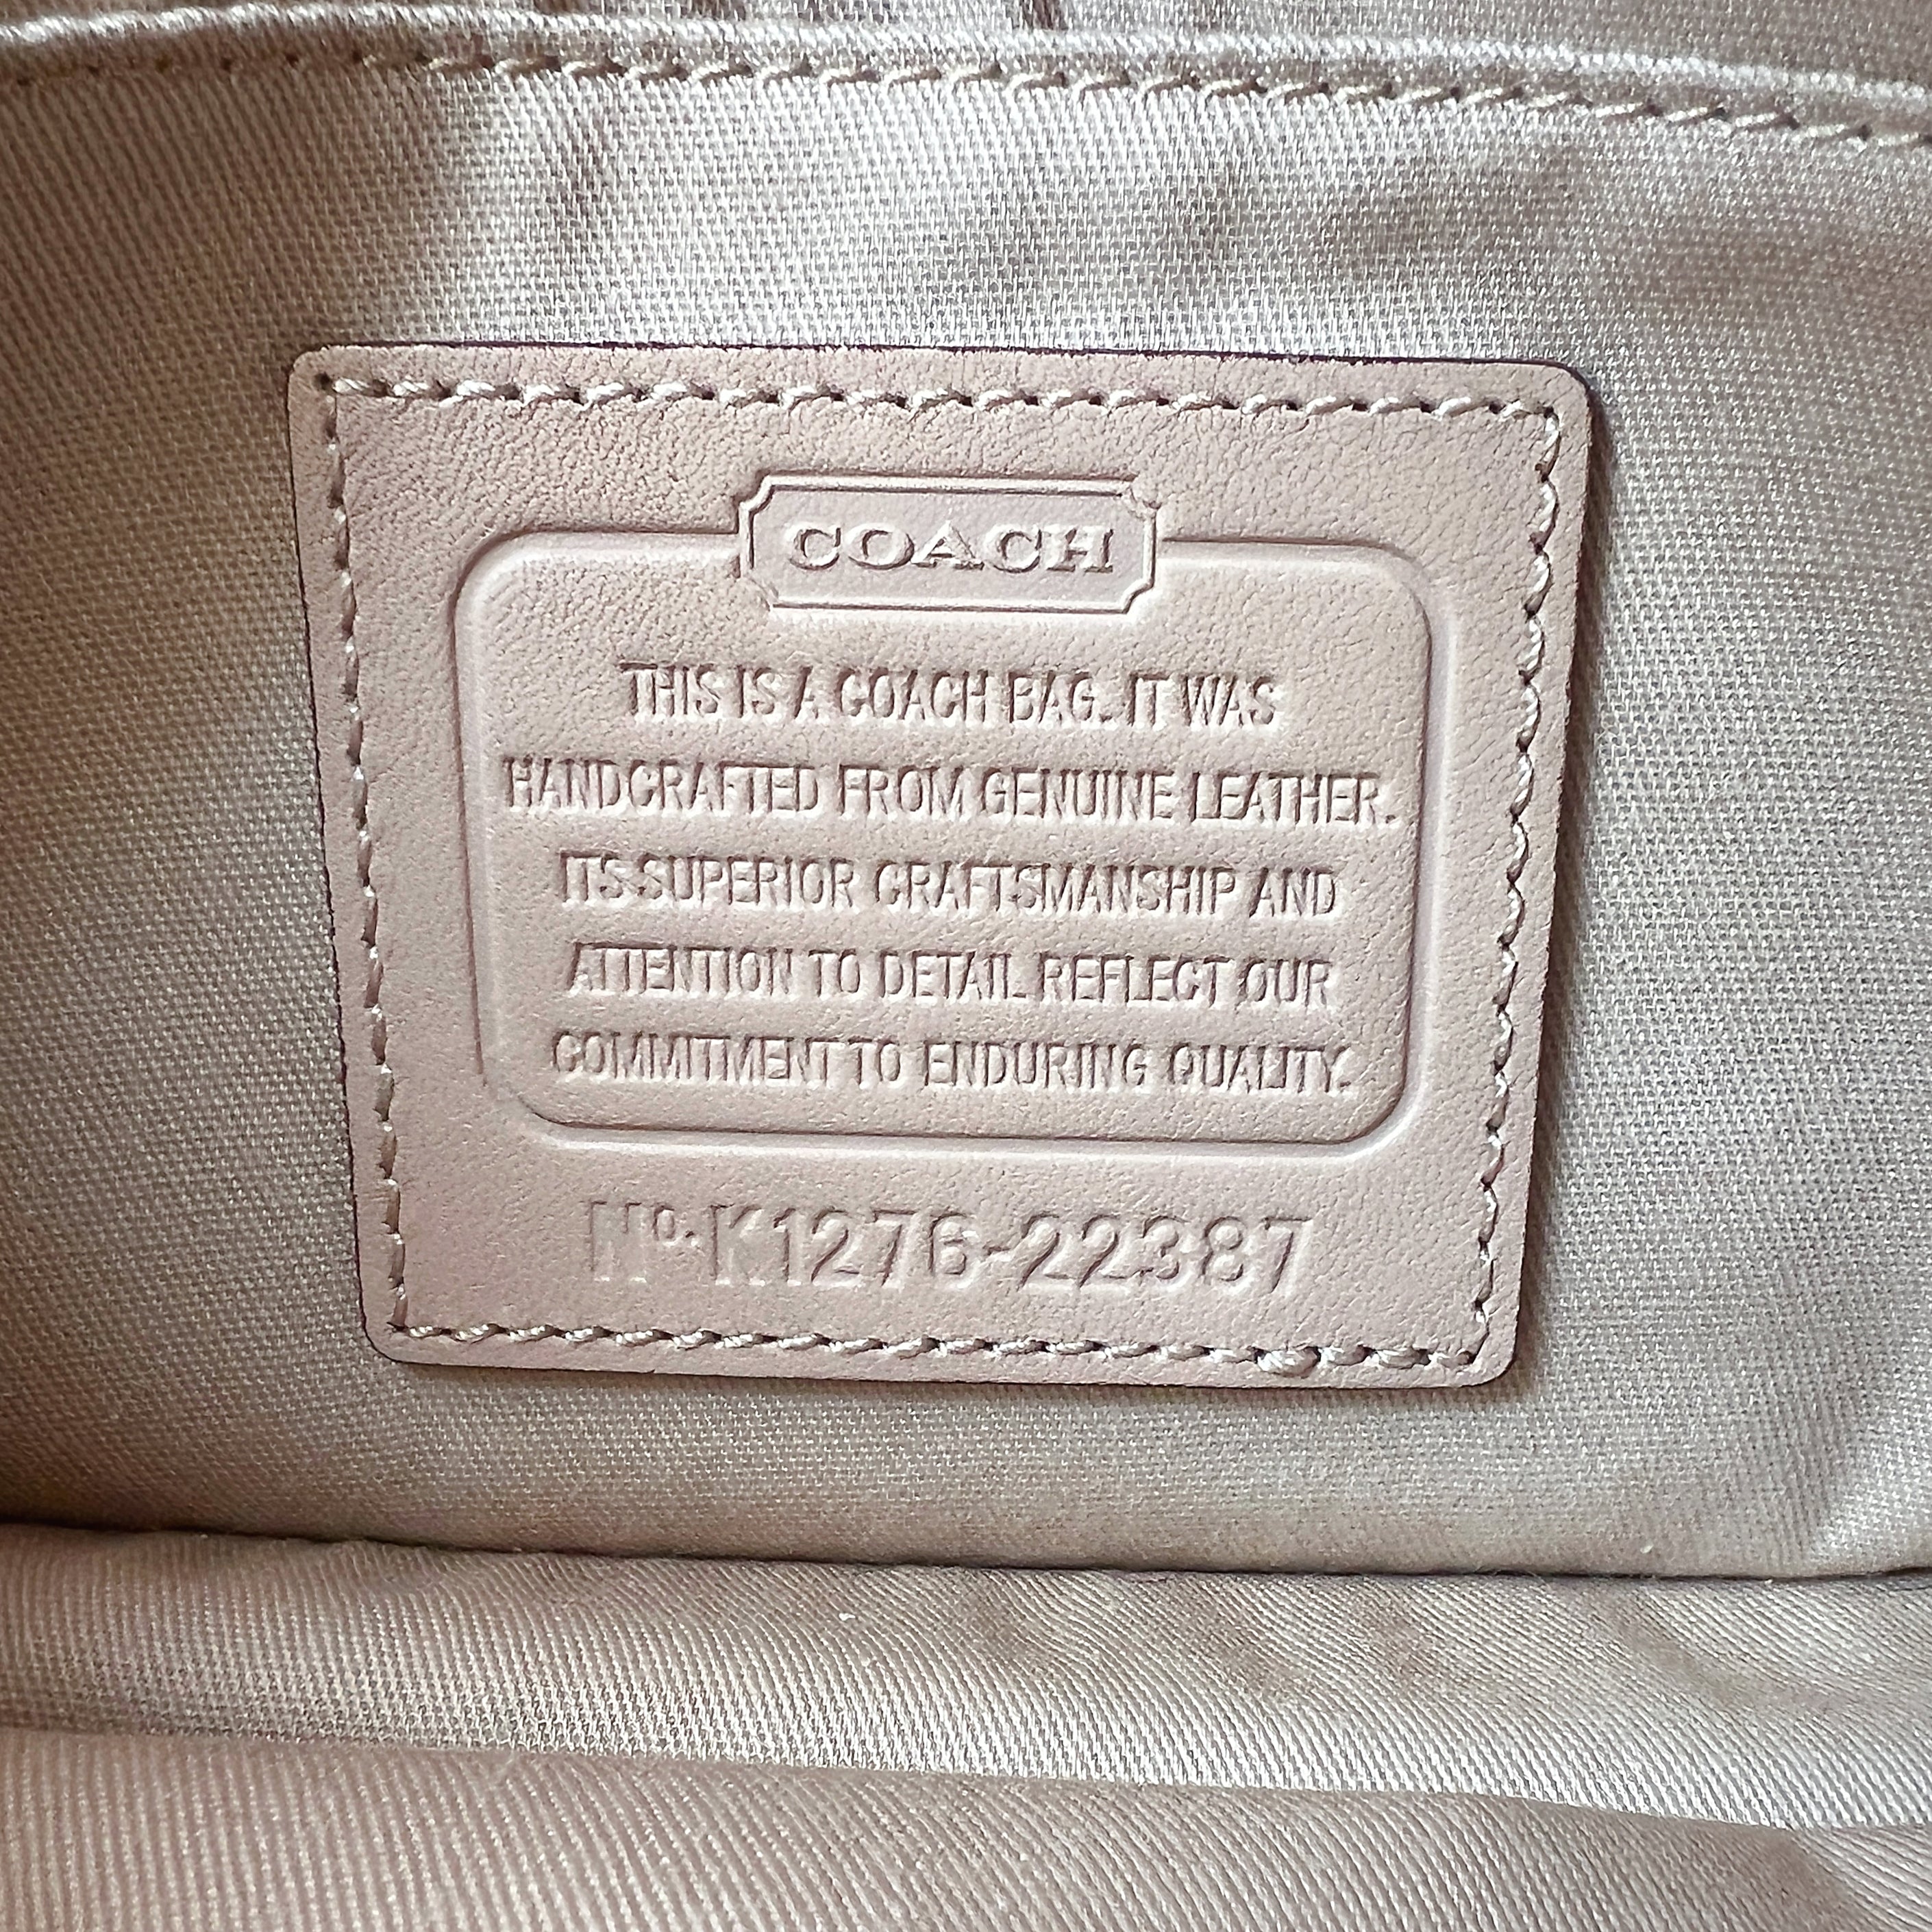 COACH
THIS IS A COACH BAG. IT WAS
HANDCRAFTED FROM GENUINE LEATHER.
ITS SUPERIOR CRAFTSMANSHIP AND
ATTENTION TO DETAIL REFLECT OUR
COMMITMENT TO ENDURING QUALITY.
Nº. K1276-22387